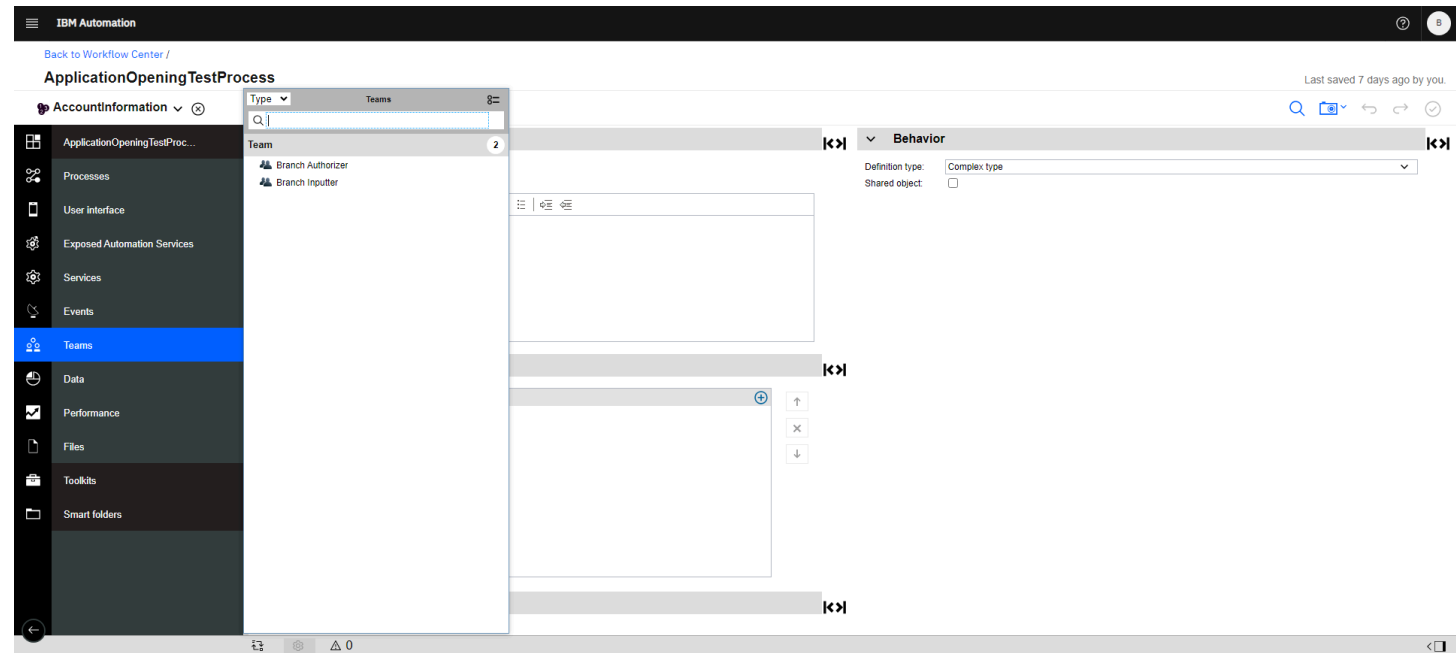 IBM Automation
B
Back to Workflow Center /
ApplicationOpeningTestProcess
Last saved 7 days ago by you.
AccountInformation
Type
Teams
Team
2
Branch Authorizer
Branch Inputter
ApplicationOpeningTestProc...
Processes
User interface
Exposed Automation Services
Services
Events
Teams
Data
Performance
Files
Toolkits
Smart folders
Behavior
Definition type:
Complex type
Shared object:
0